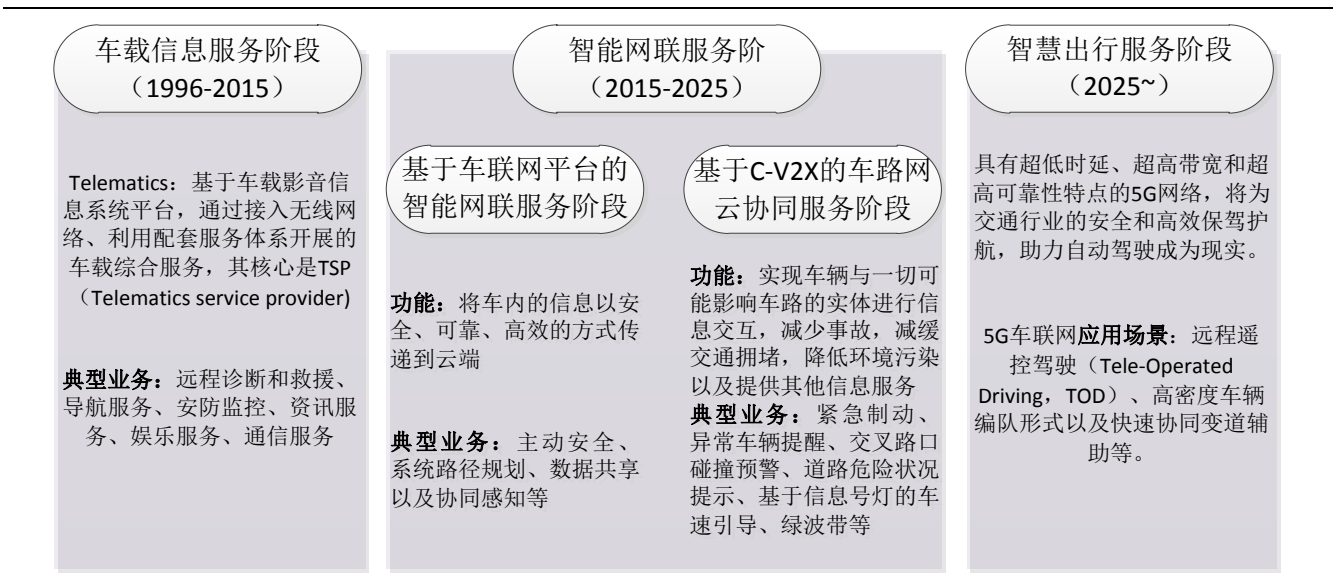 车载信息服务阶段
（1996-2015）
Telematics：基于车载影音信
息系统平台，通过接入无线网
络、利用配套服务体系开展的
车载综合服务，其核心是TSP
（Telematics service provider)
典型业务：远程诊断和救援、
导航服务、安防监控、资讯服
务、娱乐服务、通信服务
智能网联服务阶
（2015-2025）
基于车联网平台的
智能网联服务阶段
功能：将车内的信息以安
全、可靠、高效的方式传
递到云端
典型业务：主动安全、
系统路径规划、数据共享
以及协同感知等
基于C-V2X的车路网
云协同服务阶段
功能：实现车辆与一切可
能影响车路的实体进行信
息交互，减少事故，减缓
交通拥堵，降低环境污染
以及提供其他信息服务
典型业务：紧急制动、
异常车辆提醒、交叉路口
碰撞预警、道路危险状况
提示、基于信息号灯的车
速引导、绿波带等
智慧出行服务阶段
（2025~）
具有超低时延、超高带宽和超
高可靠性特点的5G网络，将为
交通行业的安全和高效保驾护
航，助力自动驾驶成为现实。
5G车联网应用场景：远程遥
控驾驶（Tele-Operated
Driving，TOD）、高密度车辆
编队形式以及快速协同变道辅
助等。